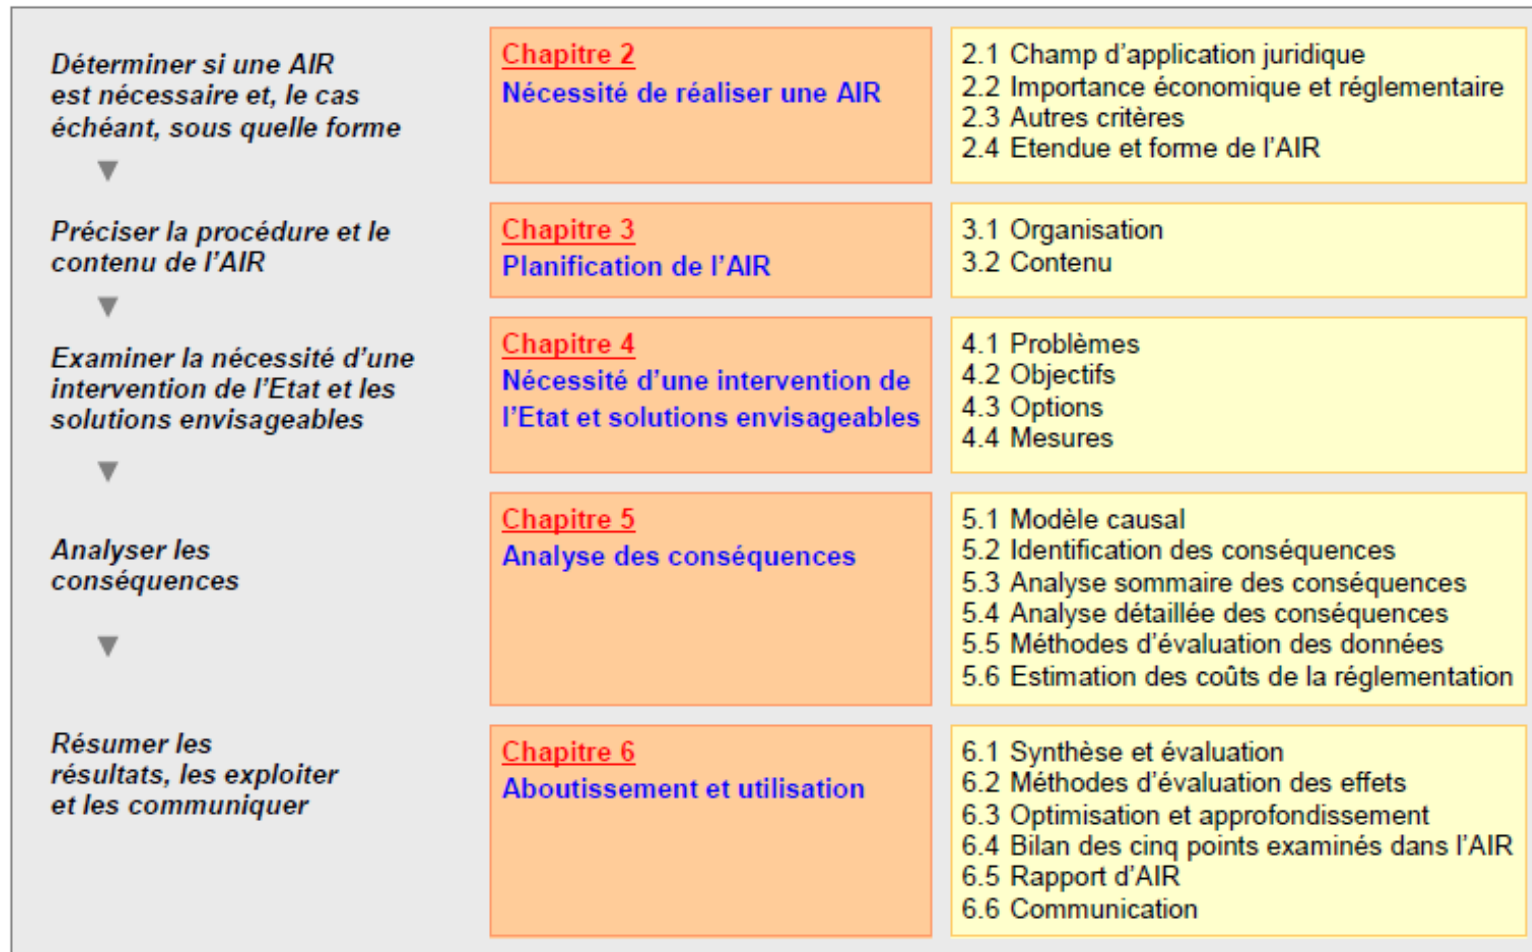 Déterminer si une AIR
est nécessaire et, le cas
échéant, sous quelle forme
Chapitre 2
Nécessité de réaliser une AIR
2.1 Champ d'application juridique
2.2 Importance économique et réglementaire
2.3 Autres critères
2.4 Etendue et forme de l'AIR
Préciser la procédure et le
contenu de l'AIR
Chapitre 3
Planification de l'AIR
3.1 Organisation
3.2 Contenu
Examiner la nécessité d'une
intervention de l'Etat et les
solutions envisageables
Chapitre 4
Nécessité d'une intervention de
l'Etat et solutions envisageables
4.1 Problèmes
4.2 Objectifs
4.3 Options
4.4 Mesures
Analyser les
conséquences
Chapitre 5
Analyse des conséquences
5.1 Modèle causal
5.2 Identification des conséquences
5.3 Analyse sommaire des conséquences
5.4 Analyse détaillée des conséquences
5.5 Méthodes d'évaluation des données
5.6 Estimation des coûts de la réglementation
Résumer les
résultats, les exploiter
et les communiquer
Chapitre 6
Aboutissement et utilisation
6.1 Synthèse et évaluation
6.2 Méthodes d'évaluation des effets
6.3 Optimisation et approfondissement
6.4 Bilan des cinq points examinés dans l'AIR
6.5 Rapport d'AIR
6.6 Communication